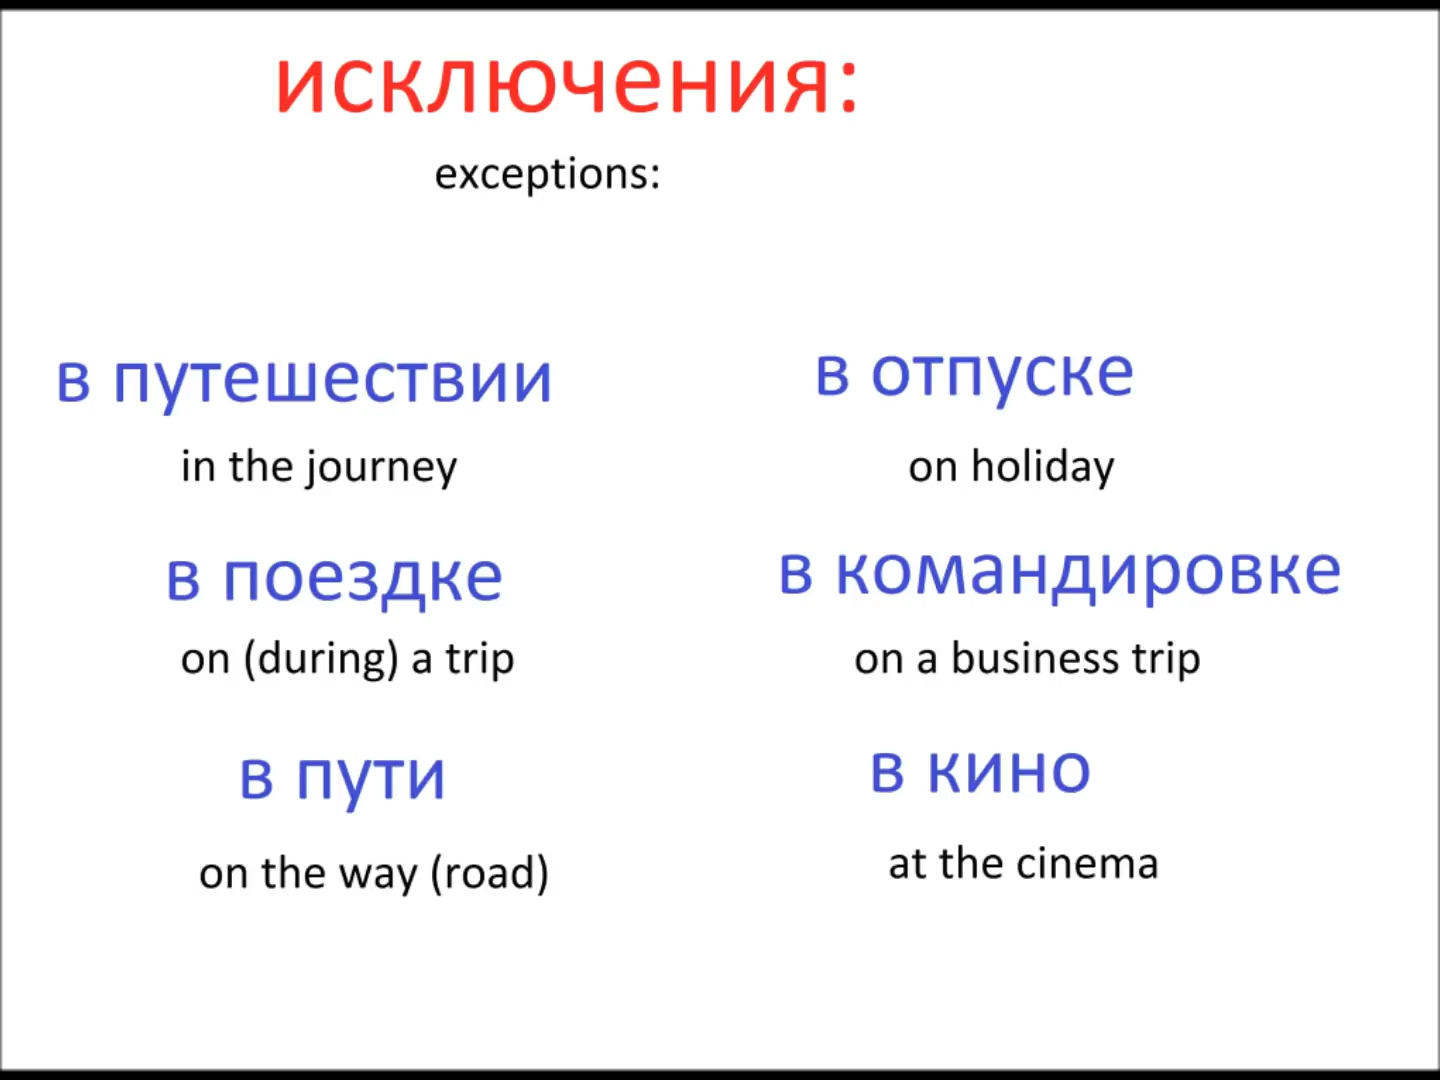 исключения:
exceptions:
в путешествии
in the journey
в отпуске
on holiday
в поездке
on (during) a trip
в командировке
on a business trip
в пути
on the way (road)
в кино
at the cinema